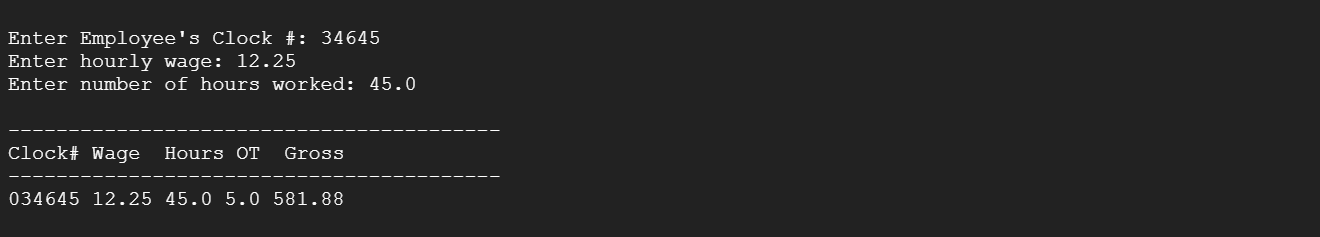 Enter Employee's Clock #: 34645
Enter hourly wage: 12.25
Enter number of hours worked: 45.0
-----------------------------------------
Clock# Wage  Hours OT  Gross
-----------------------------------------
034645 12.25 45.0 5.0 581.88